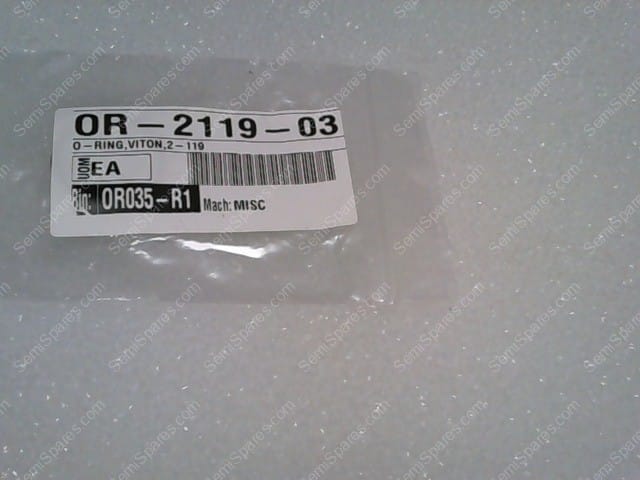 OR-2119-03
O-RING,VITON,2-119
UOM EA
Bin: OR035-R1 Mach: MISC
SemiSpares.com